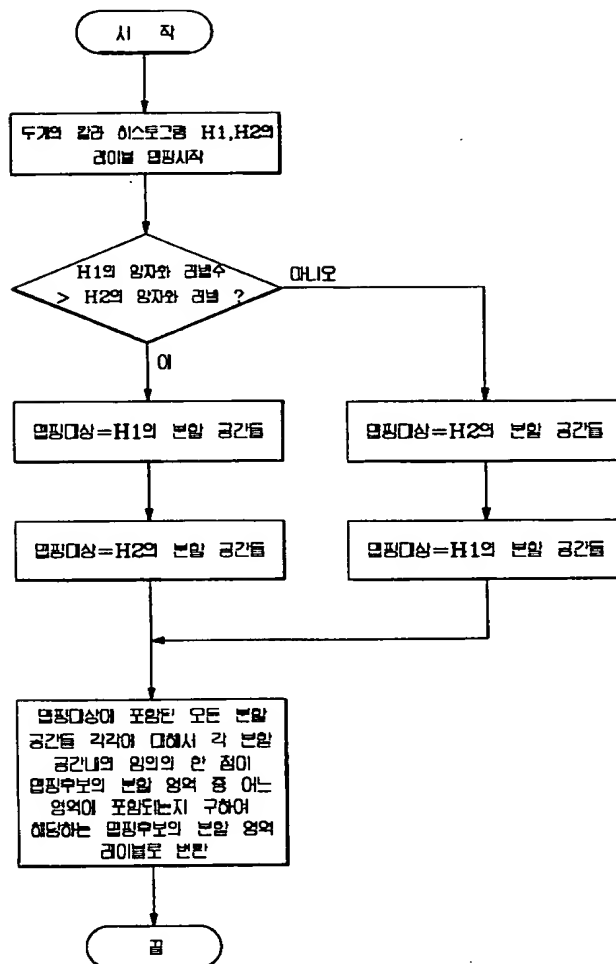 시 작
두개의 칼라 히스토그램 H1,H2의
레이블 맵핑시작
H1의 양자화 레벨수
> H2의 양자화 레벨 ?
아니오
예
맵핑대상=H1의 분할 공간들
맵핑대상=H2의 분할 공간들
맵핑대상=H2의 분할 공간들
맵핑대상=H1의 분할 공간들
맵핑대상에 포함된 모든 분할
공간들 각각에 대해서 각 분할
공간내의 임의의 한 점이
맵핑후보의 분할 영역 중 어느
영역에 포함되는지 구하여
해당하는 맵핑후보의 분할 영역
레이블로 변환
끝